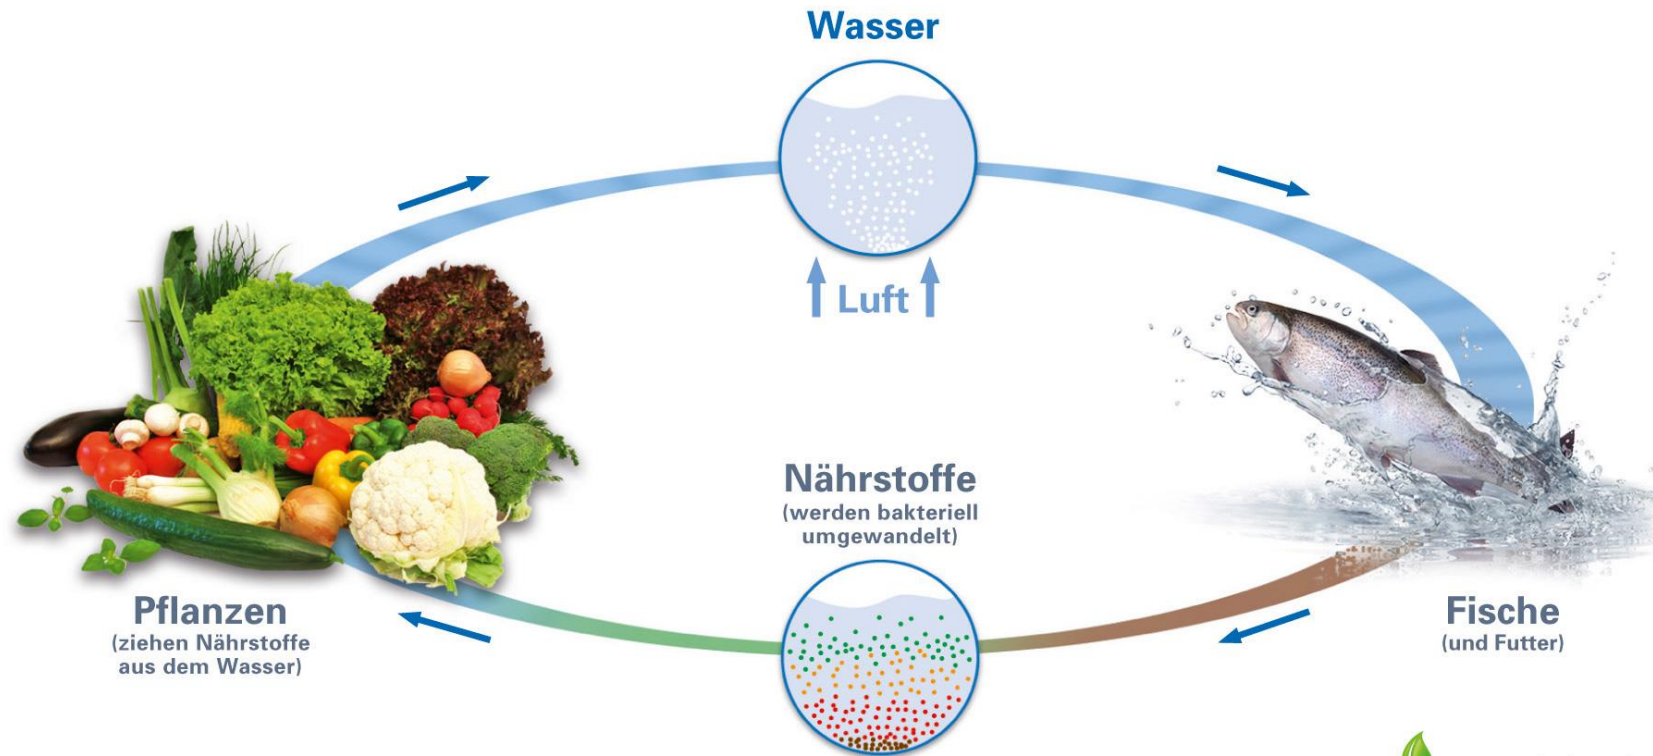 Wasser
Luft
Nährstoffe
(werden bakteriell
umgewandelt)
Pflanzen
(ziehen Nährstoffe
aus dem Wasser)
Fische
(und Futter)